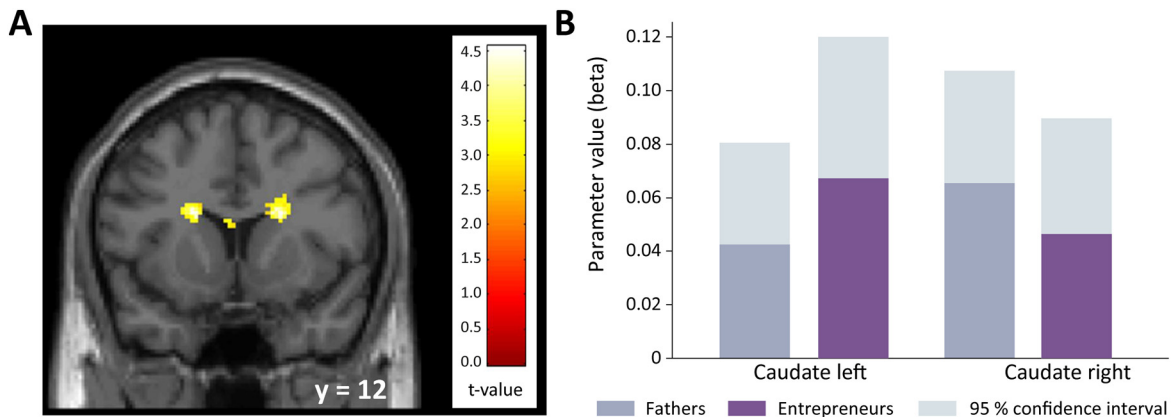 A
4.5
4.0
3.5
3.0
2.5
2.0
1.5
1.0
0.5
0.0
t-value
y = 12
B
Parameter value (beta)
0.12
0.10
0.08
0.06
0.04
0.02
0
Caudate left Caudate right
Fathers Entrepreneurs 95 % confidence interval